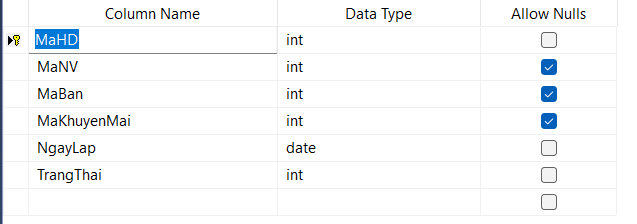 Column Name Data Type Allow Nulls
MaHD int
MaNV int
MaBan int
MaKhuyenMai int
NgayLap date
TrangThai int